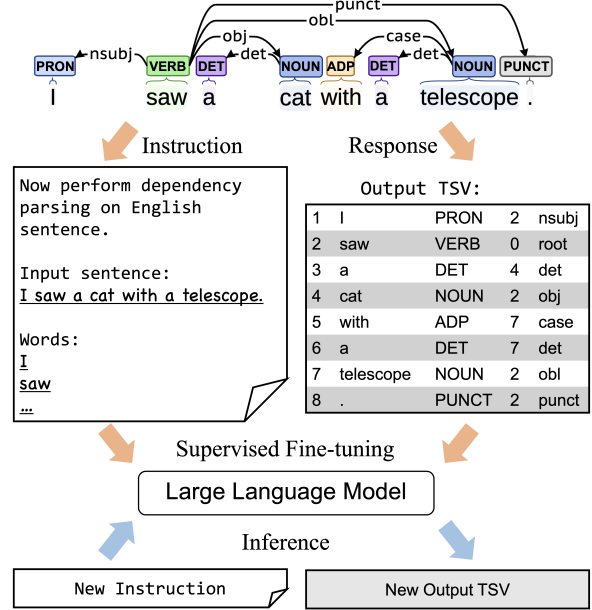 punct
obl
obj
case
nsubj
det
det
PRON VERB DET NOUN ADP DET NOUN PUNCT
I saw a cat with a telescope .
Instruction
Response
Now perform dependency
parsing on English
sentence.
Input sentence:
I saw a cat with a telescope.
Words:
I
saw
...
Output TSV:
1 I PRON 2 nsubj
2 saw VERB 0 root
3 a DET 4 det
4 cat NOUN 2 obj
5 with ADP 7 case
6 a DET 7 det
7 telescope NOUN 2 obl
8 . PUNCT 2 punct
Supervised Fine-tuning
Large Language Model
Inference
New Instruction
New Output TSV